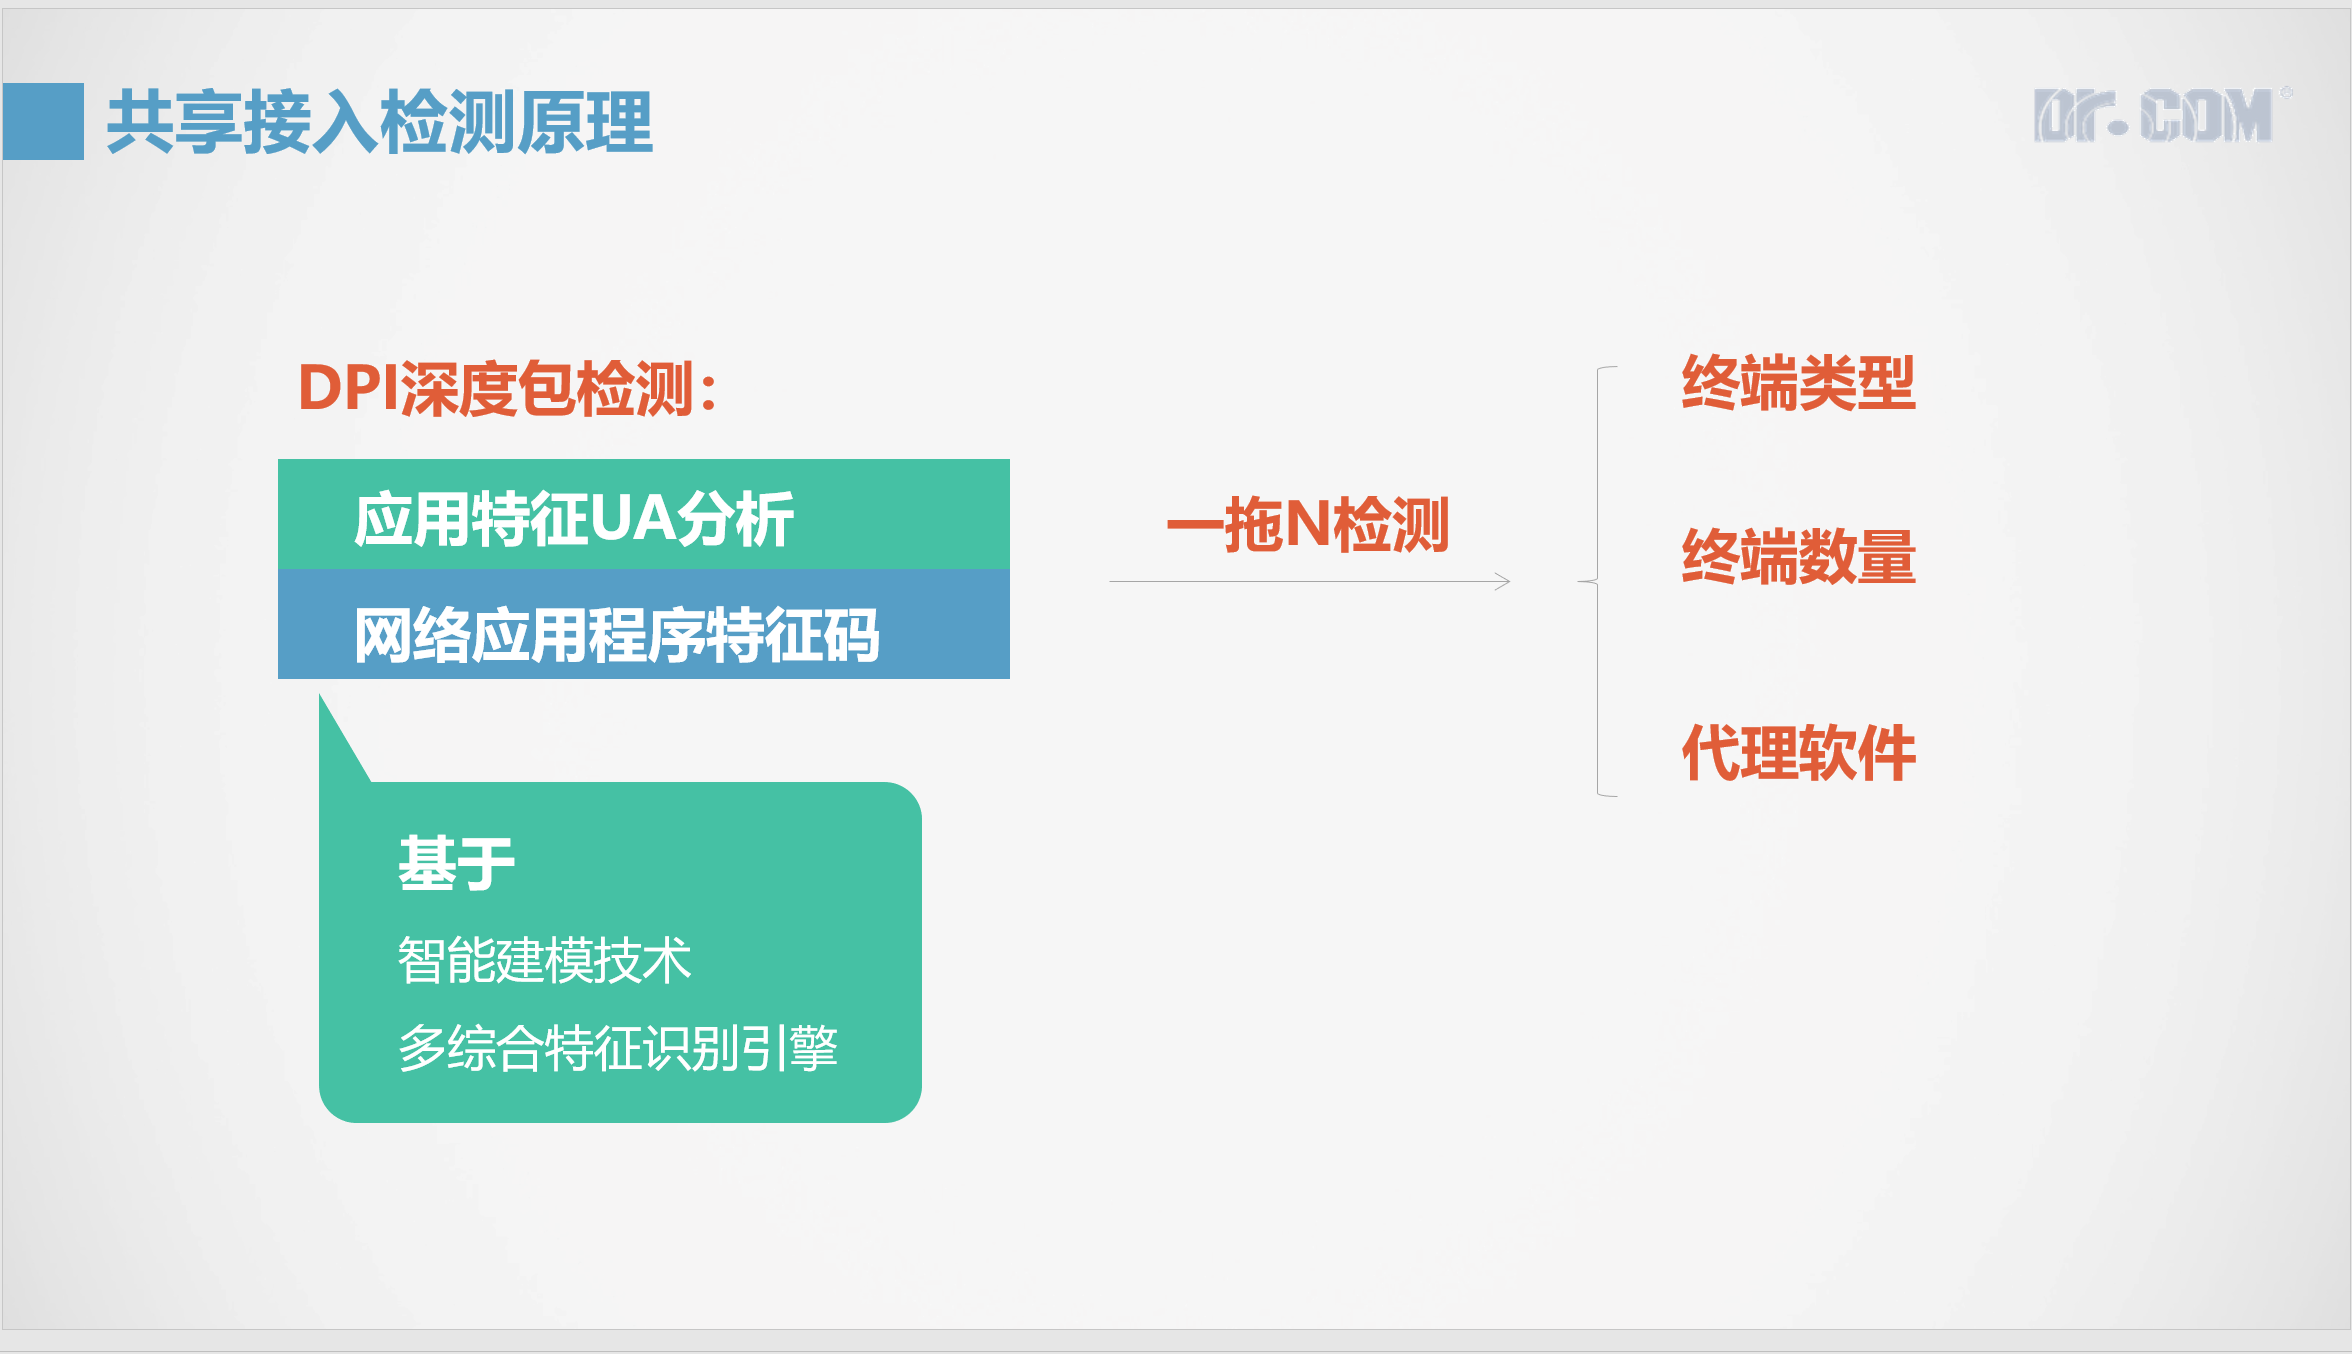 共享接入检测原理
Dr.COM
DPI深度包检测：
应用特征UA分析
网络应用程序特征码
基于
智能建模技术
多综合特征识别引擎
一拖N检测
终端类型
终端数量
代理软件